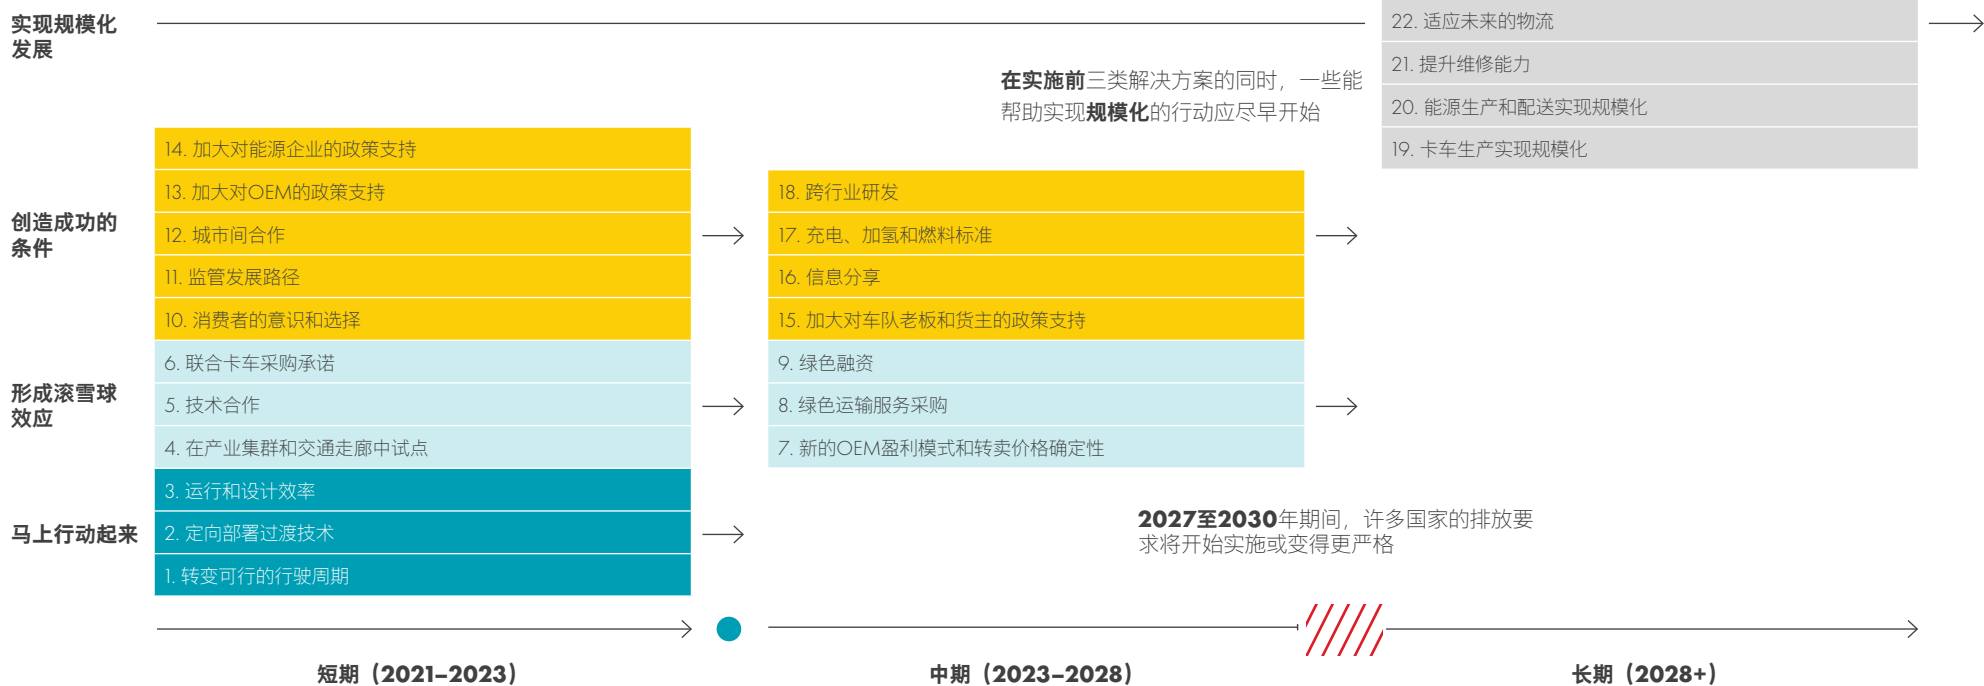 实现规模化
发展
22. 适应未来的物流
21. 提升维修能力
20. 能源生产和配送实现规模化
19. 卡车生产实现规模化
在实施前三类解决方案的同时，一些能
帮助实现规模化的行动应尽早开始
创造成功的
条件
14. 加大对能源企业的政策支持
13. 加大对OEM的政策支持
12. 城市间合作
11. 监管发展路径
10. 消费者的意识和选择
18. 跨行业研发
17. 充电、加氢和燃料标准
16. 信息分享
15. 加大对车队老板和货主的政策支持
形成滚雪球
效应
6. 联合卡车采购承诺
5. 技术合作
4. 在产业集群和交通走廊中试点
9. 绿色融资
8. 绿色运输服务采购
7. 新的OEM盈利模式和转卖价格确定性
马上行动起来
3. 运行和设计效率
2. 定向部署过渡技术
1. 转变可行的行驶周期
2027至2030年期间，许多国家的排放要
求将开始实施或变得更严格
短期（2021–2023）
中期（2023–2028）
长期（2028+）